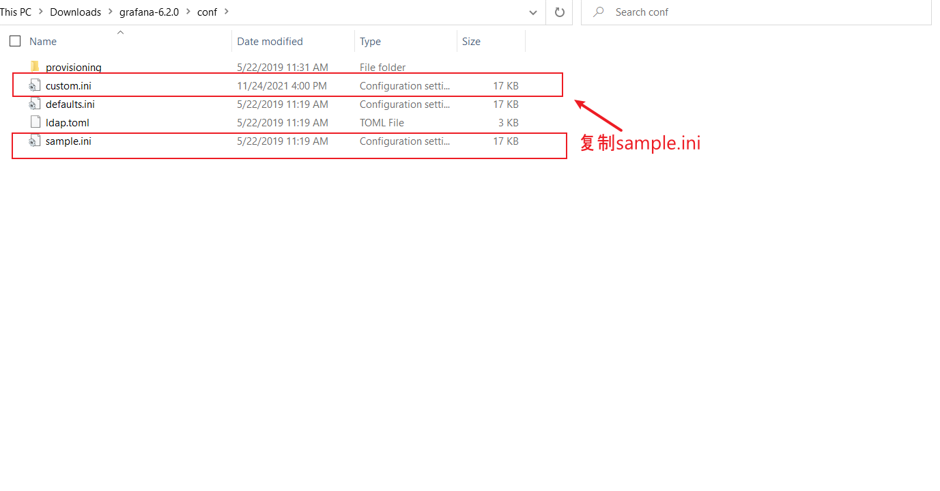 This PC > Downloads > grafana-6.2.0 > conf >
Search conf
Name Date modified Type Size
provisioning 5/22/2019 11:31 AM File folder
custom.ini 11/24/2021 4:00 PM Configuration setti... 17 KB
defaults.ini 5/22/2019 11:19 AM Configuration setti... 17 KB
ldap.toml 5/22/2019 11:19 AM TOML File 3 KB
sample.ini 5/22/2019 11:19 AM Configuration setti... 17 KB
复制sample.ini